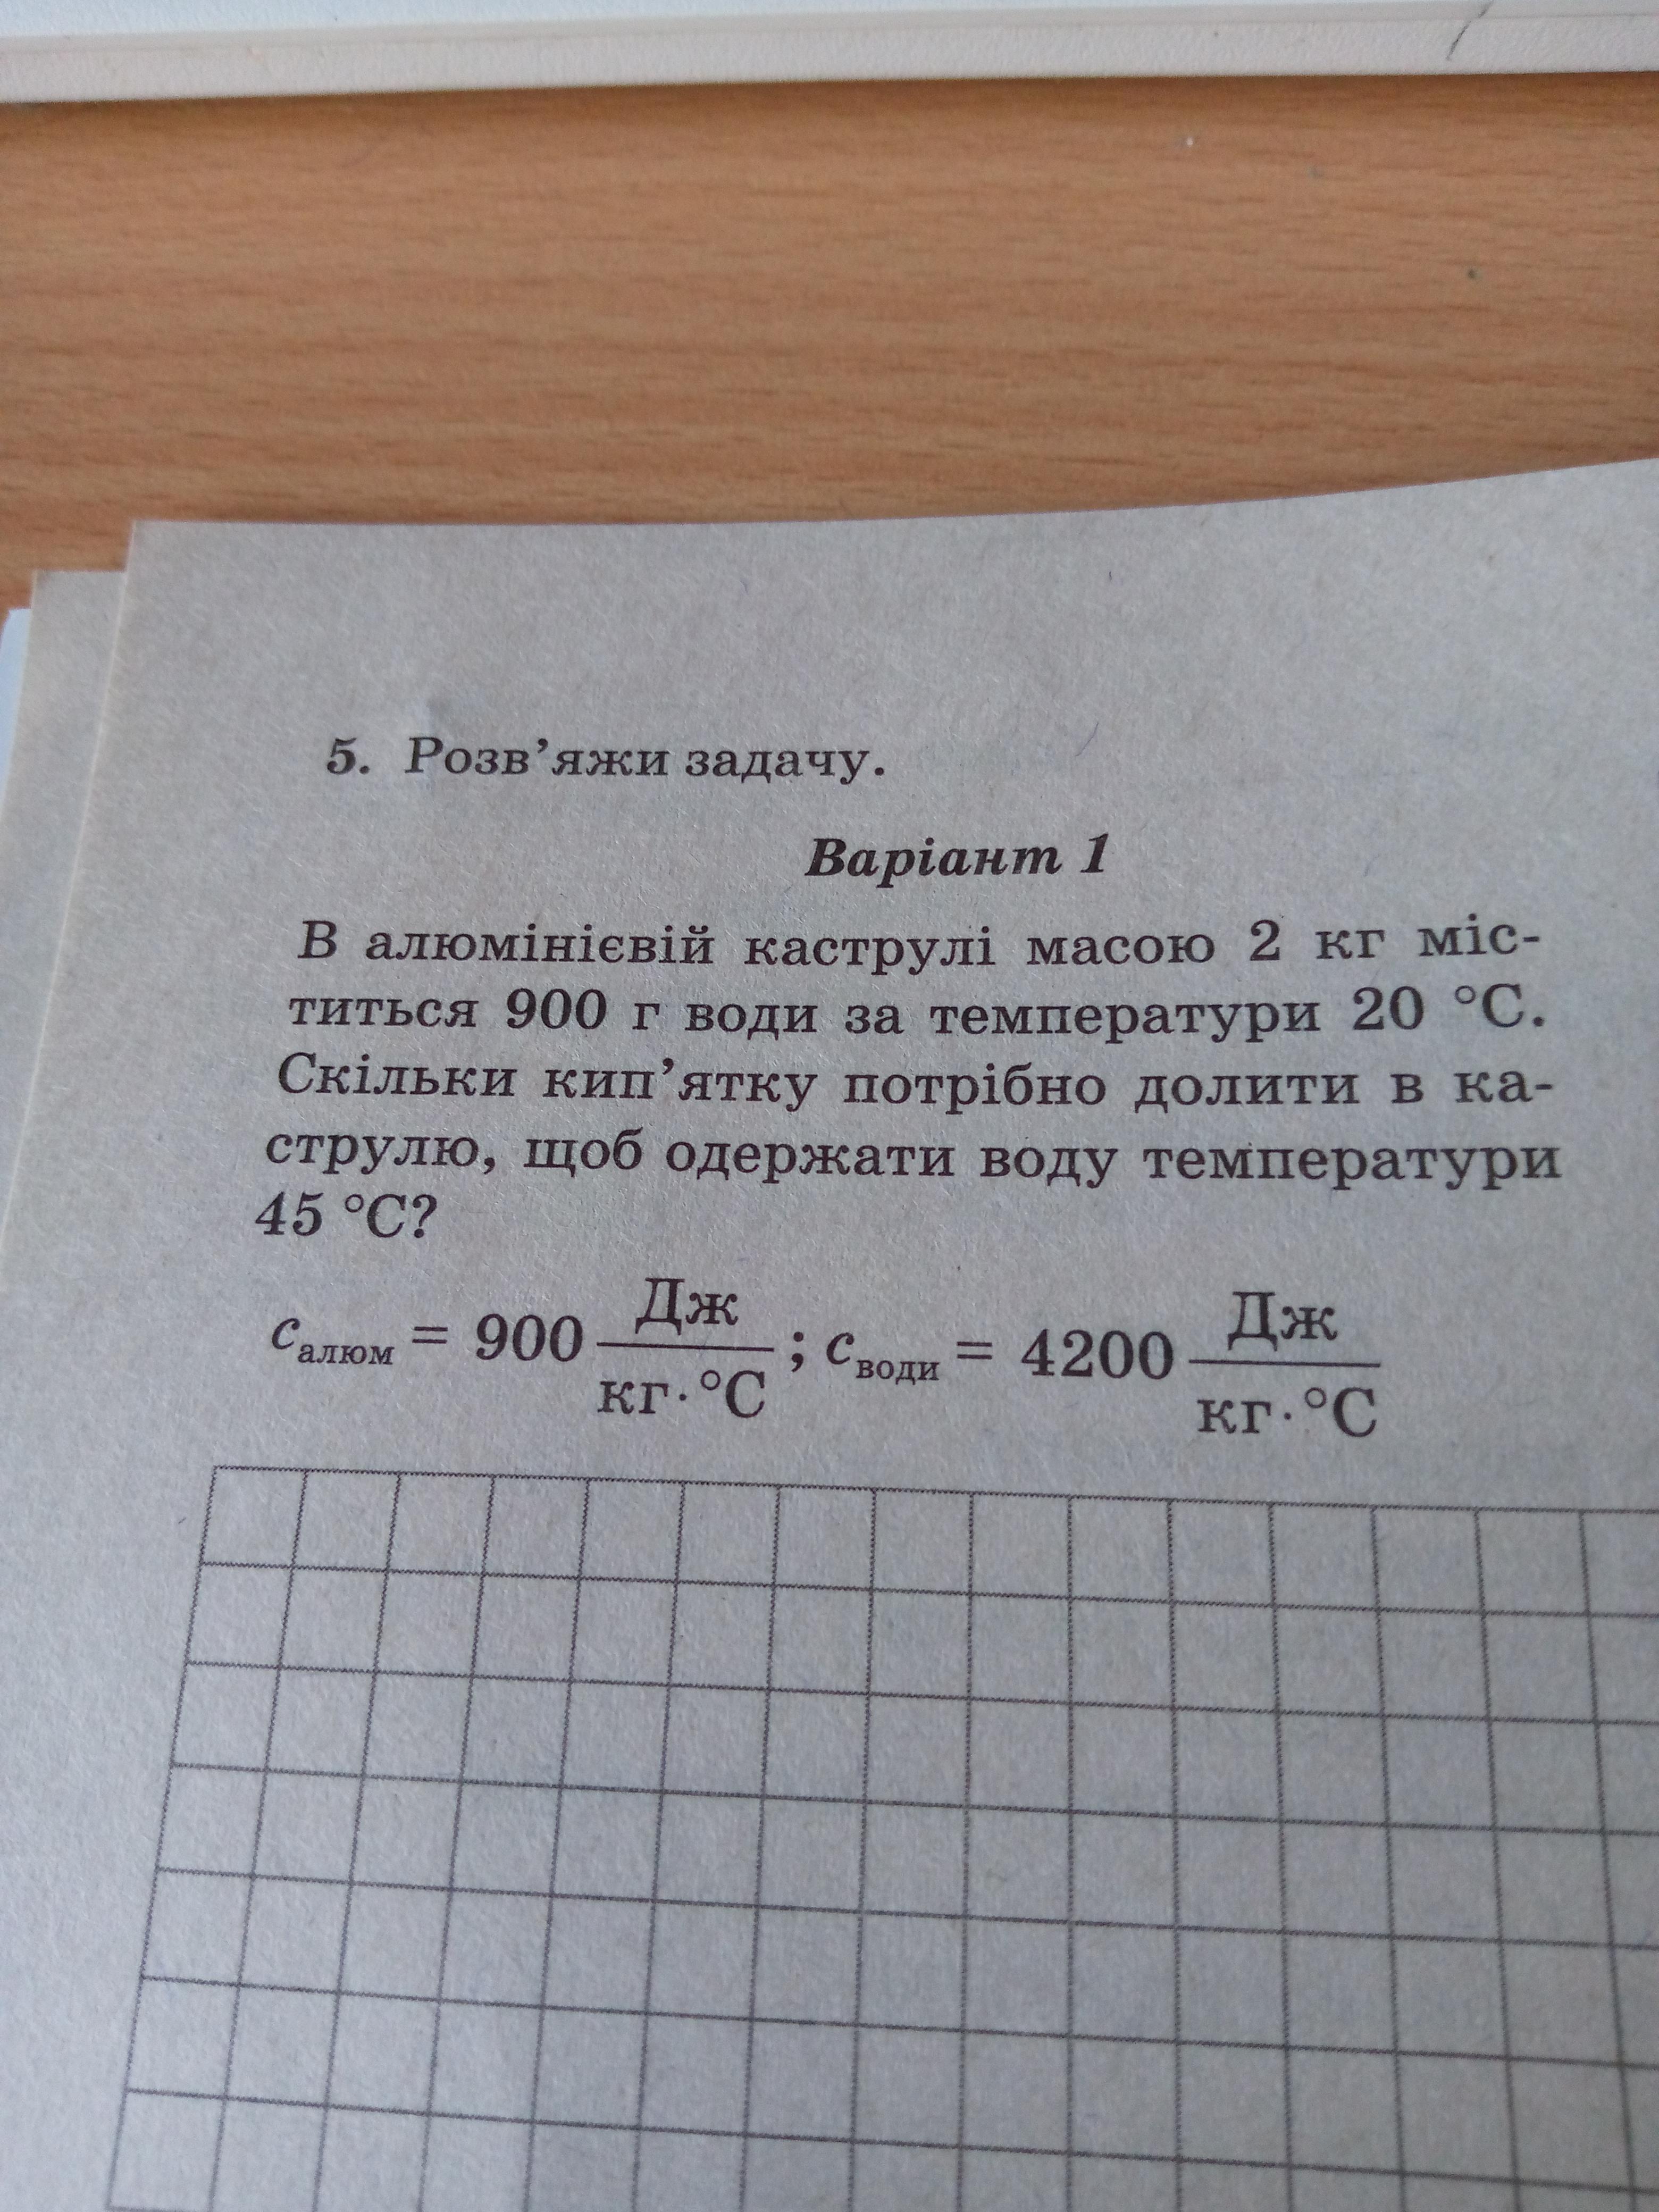 5. Розв’яжи задачу.
Варіант 1
В алюмінієвій каструлі масою 2 кг міс-
титься 900 г води за температури 20 °С.
Скільки кип’ятку потрібно долити в ка-
струлю, щоб одержати воду температури
45 °С?
cалюм = 900 Дж/кг·°С ; cводи = 4200 Дж/кг·°С